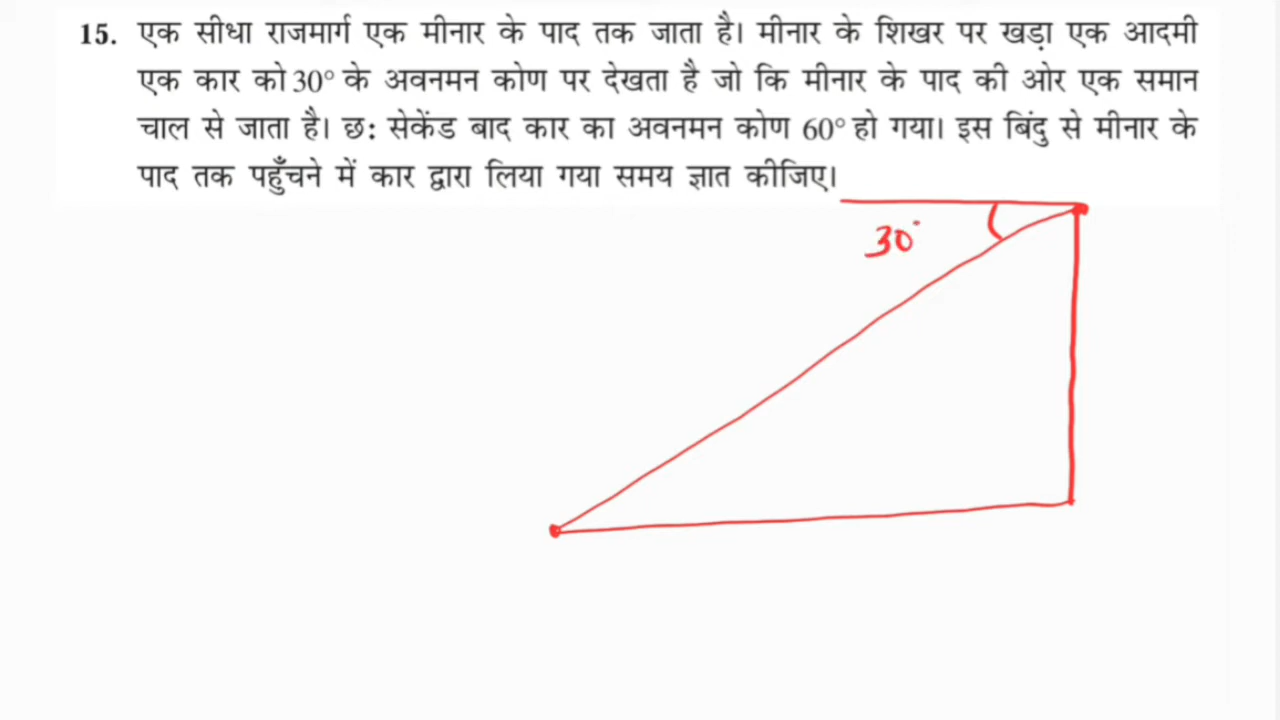 15. एक सीधा राजमार्ग एक मीनार के पाद तक जाता है। मीनार के शिखर पर खड़ा एक आदमी
एक कार को 30° के अवनमन कोण पर देखता है जो कि मीनार के पाद की ओर एक समान
चाल से जाता है। छः सेकेंड बाद कार का अवनमन कोण 60° हो गया। इस बिंदु से मीनार के
पाद तक पहुँचने में कार द्वारा लिया गया समय ज्ञात कीजिए।
30°